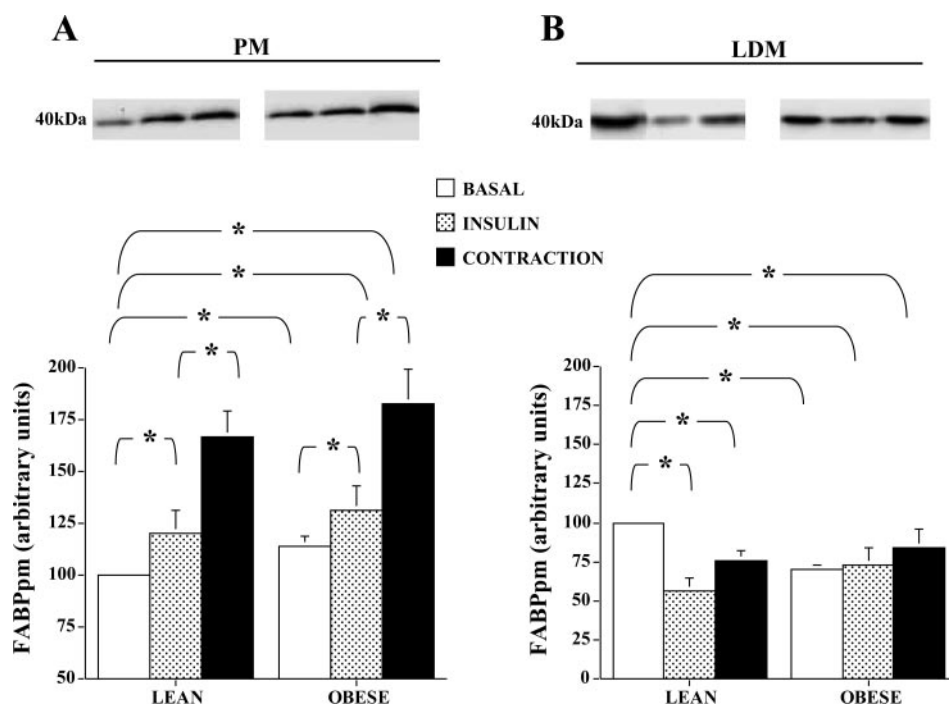 A
PM
40kDa
B
LDM
40kDa
BASAL
INSULIN
CONTRACTION
*
*
*
*
*
*
*
FABPpm (arbitrary units)
200
175
150
125
100
75
50
LEAN
OBESE
*
*
*
*
*
FABPpm (arbitrary units)
200
175
150
125
100
75
50
25
0
LEAN
OBESE